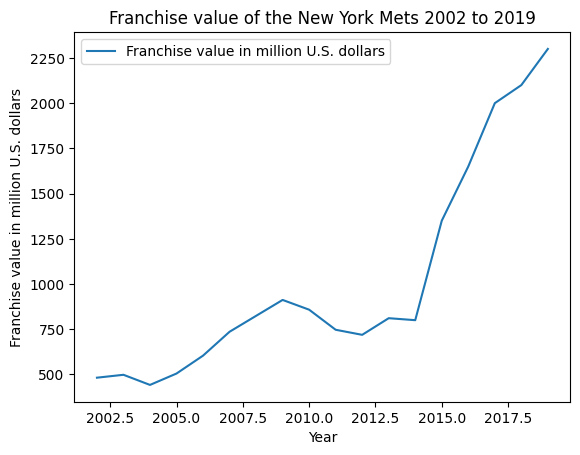 Franchise value of the New York Mets 2002 to 2019
Franchise value in million U.S. dollars
Franchise value in million U.S. dollars
2250
2000
1750
1500
1250
1000
750
500
2002.5 2005.0 2007.5 2010.0 2012.5 2015.0 2017.5
Year